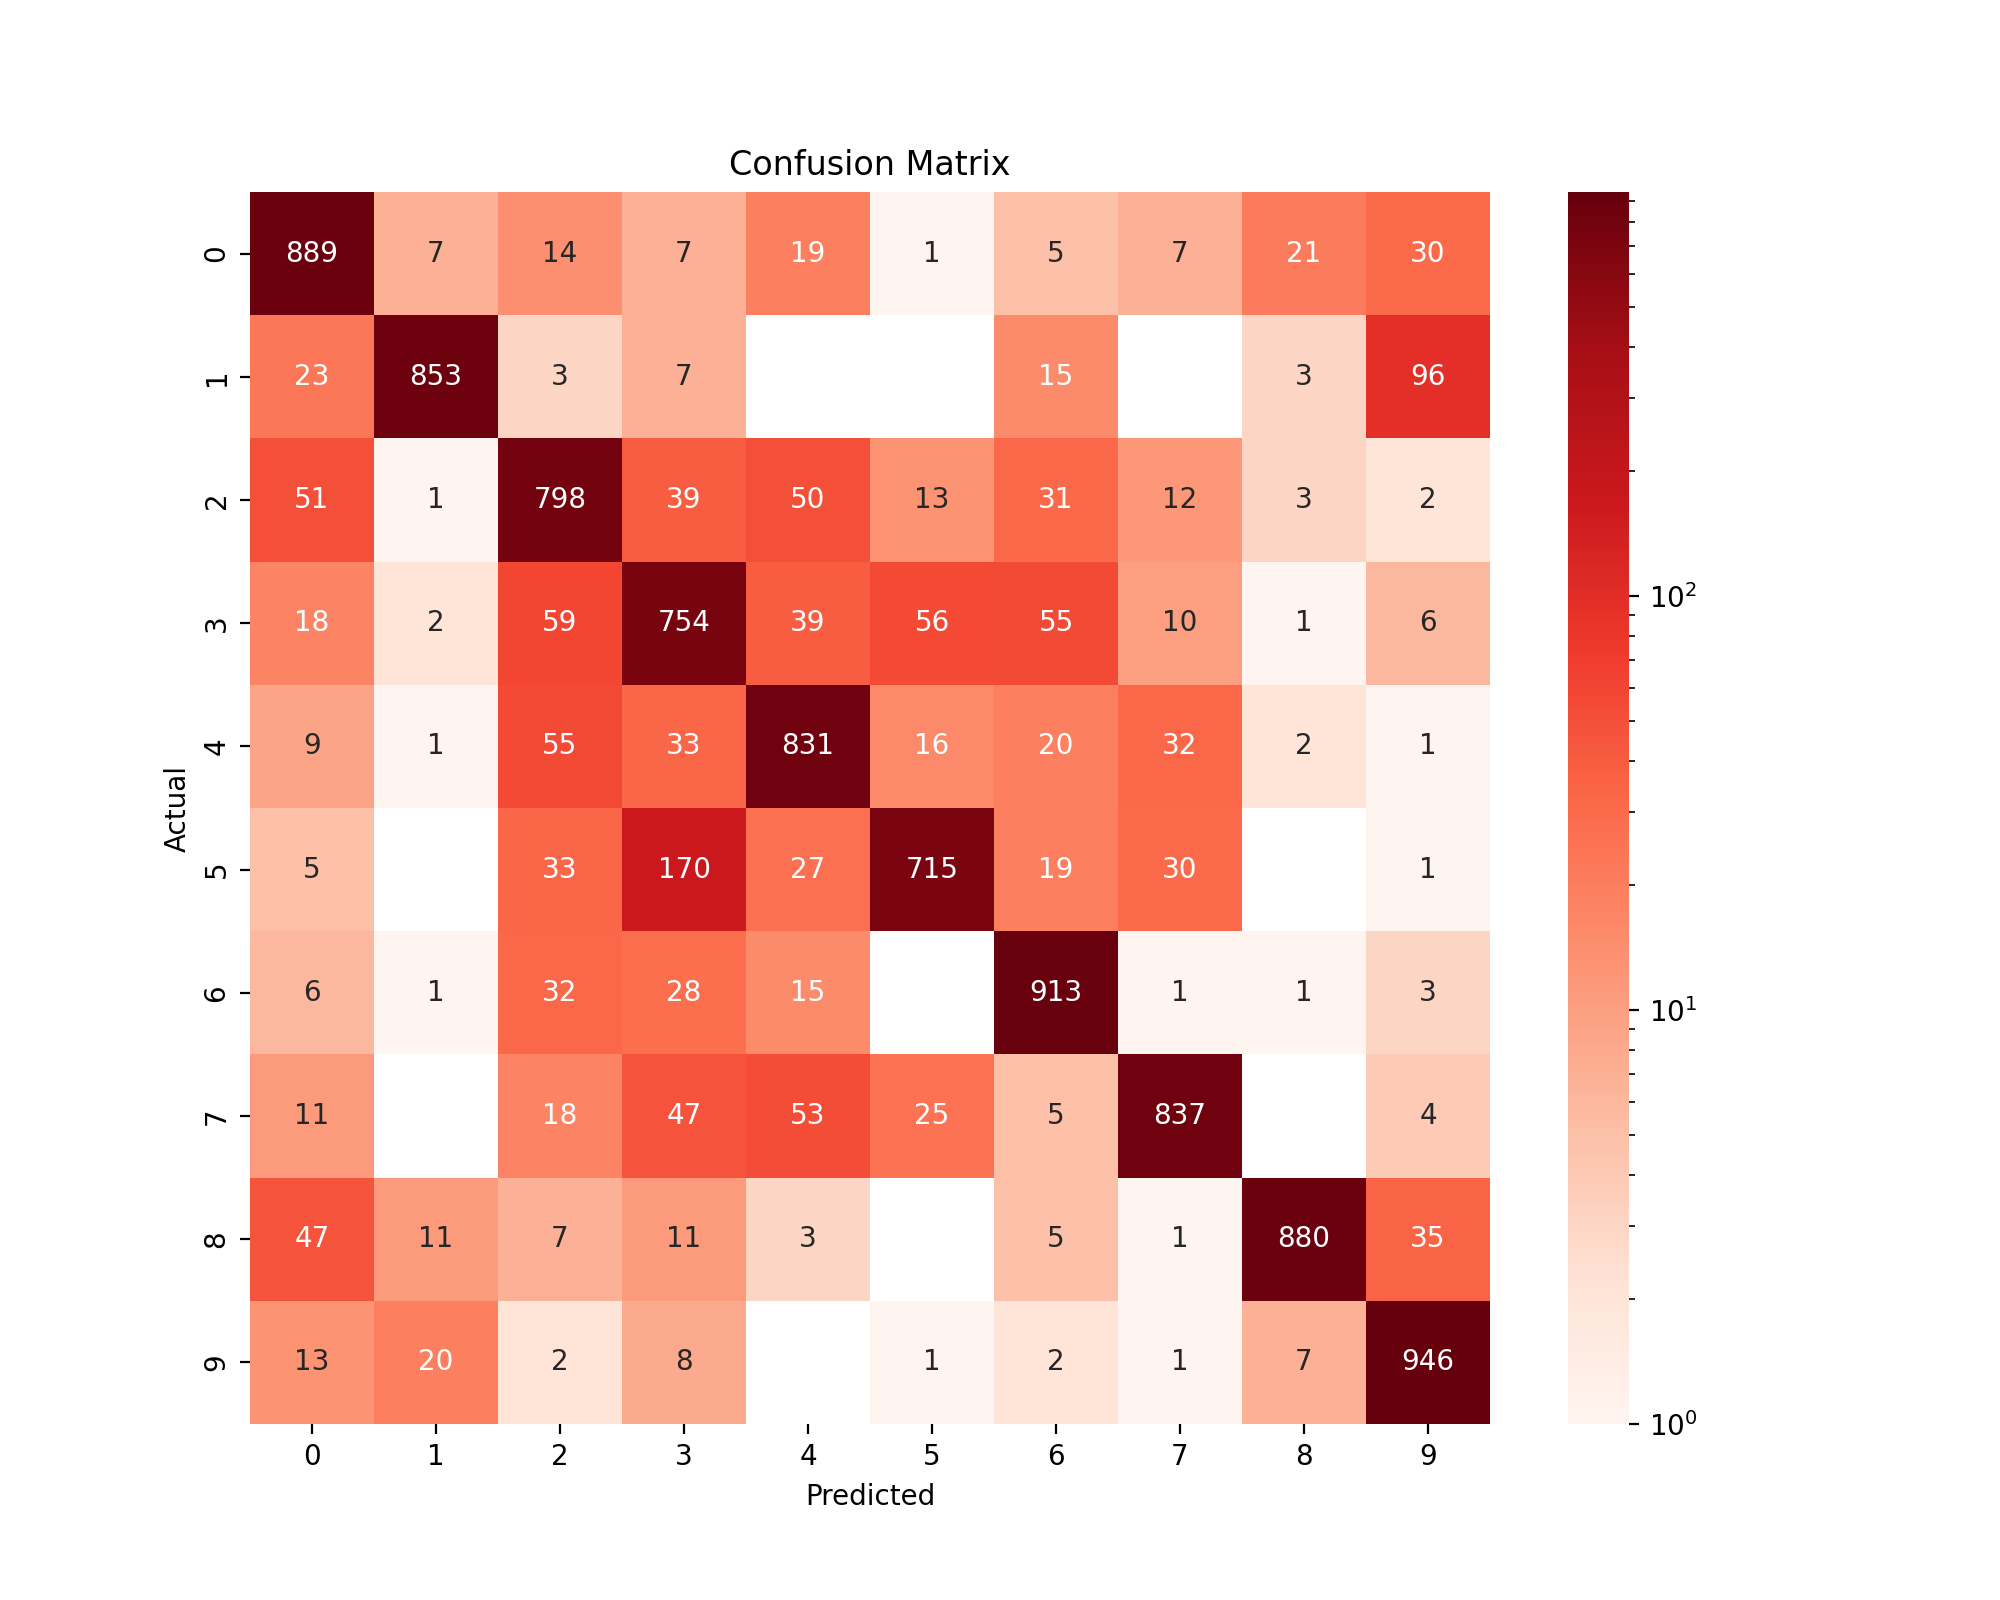 Confusion Matrix
0 889 7 14 7 19 1 5 7 21 30
1 23 853 3 7 15 3 96
2 51 1 798 39 50 13 31 12 3 2
3 18 2 59 754 39 56 55 10 1 6
4 9 1 55 33 831 16 20 32 2 1
5 5 33 170 27 715 19 30 1
6 6 1 32 28 15 913 1 1 3
7 11 18 47 53 25 5 837 4
8 47 11 7 11 3 5 1 880 35
9 13 20 2 8 1 2 1 7 946
0 1 2 3 4 5 6 7 8 9
Predicted
Actual
10²
10¹
10⁰